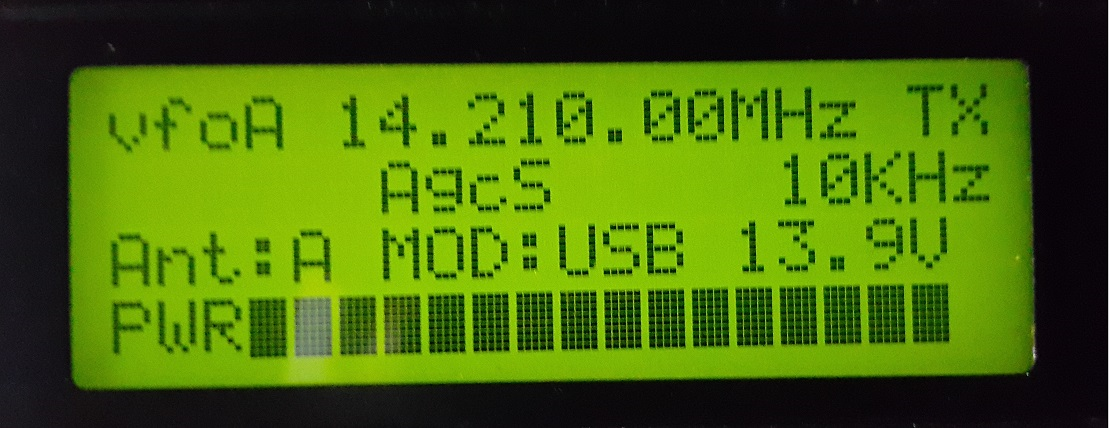 vfoA 14.210.00MHz TX
AgcS 10KHz
Ant:A MOD:USB 13.9V
PWR